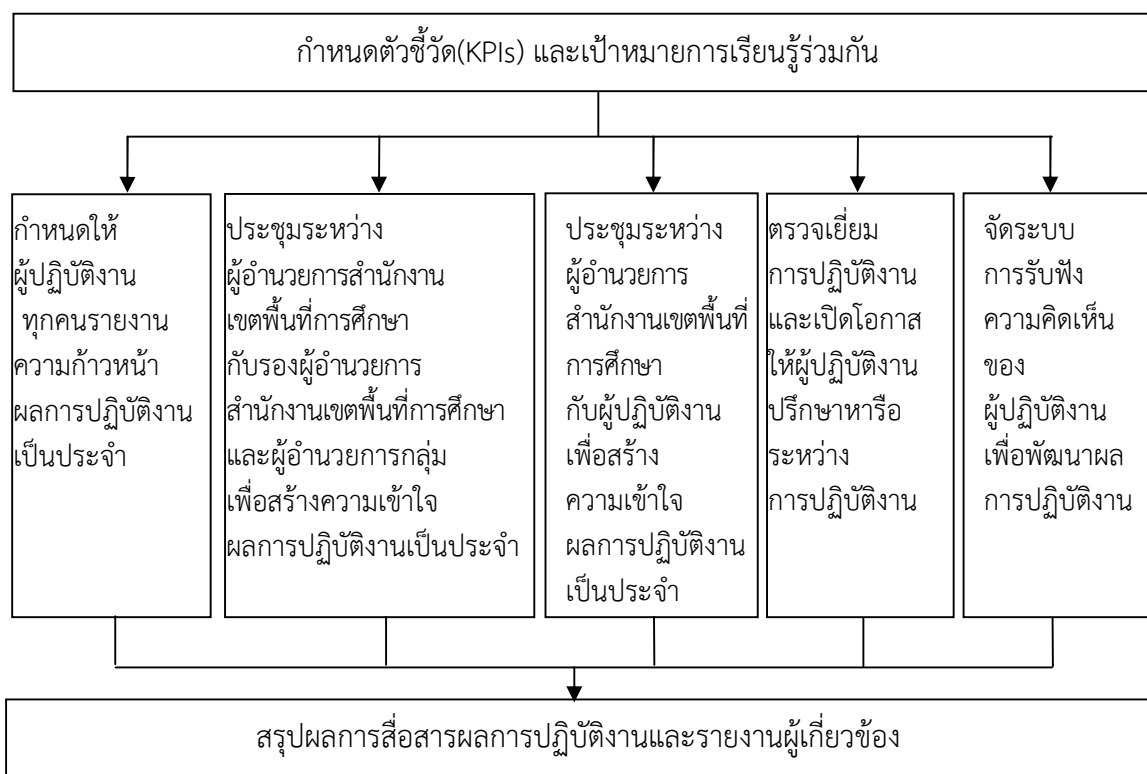 กำหนดตัวชี้วัด(KPIs) และเป้าหมายการเรียนรู้ร่วมกัน
กำหนดให้
ผู้ปฏิบัติงาน
ทุกคนรายงาน
ความก้าวหน้า
ผลการปฏิบัติงาน
เป็นประจำ
ประชุมระหว่าง
ผู้อำนวยการสำนักงาน
เขตพื้นที่การศึกษา
กับรองผู้อำนวยการ
สำนักงานเขตพื้นที่การศึกษา
และผู้อำนวยการกลุ่ม
เพื่อสร้างความเข้าใจ
ผลการปฏิบัติงานเป็นประจำ
ประชุมระหว่าง
ผู้อำนวยการ
สำนักงานเขตพื้นที่
การศึกษา
กับผู้ปฏิบัติงาน
เพื่อสร้าง
ความเข้าใจ
ผลการปฏิบัติงาน
เป็นประจำ
ตรวจเยี่ยม
การปฏิบัติงาน
และเปิดโอกาส
ให้ผู้ปฏิบัติงาน
ปรึกษาหารือ
ระหว่าง
การปฏิบัติงาน
จัดระบบ
การรับฟัง
ความคิดเห็น
ของ
ผู้ปฏิบัติงาน
เพื่อพัฒนาผล
การปฏิบัติงาน
สรุปผลการสื่อสารผลการปฏิบัติงานและรายงานผู้เกี่ยวข้อง